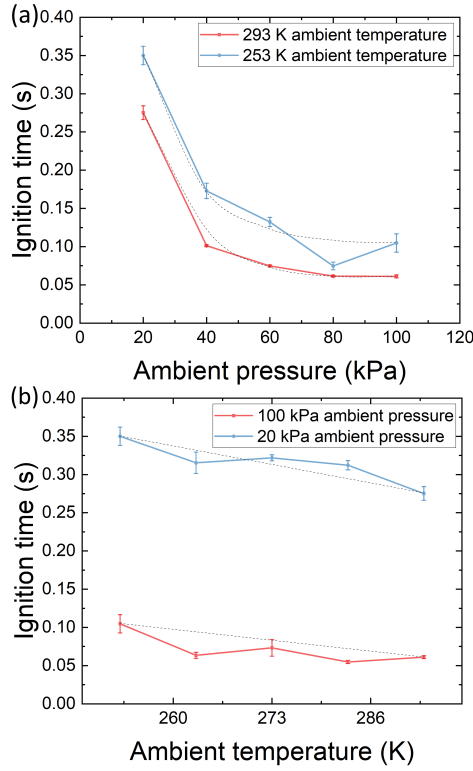 (a)
293 K ambient temperature
253 K ambient temperature
0.40
0.35
0.30
0.25
0.20
0.15
0.10
0.05
0.00
Ignition time (s)
0 20 40 60 80 100 120
Ambient pressure (kPa)
(b)
100 kPa ambient pressure
20 kPa ambient pressure
0.40
0.35
0.30
0.25
0.20
0.15
0.10
0.05
0.00
Ignition time (s)
260 273 286
Ambient temperature (K)